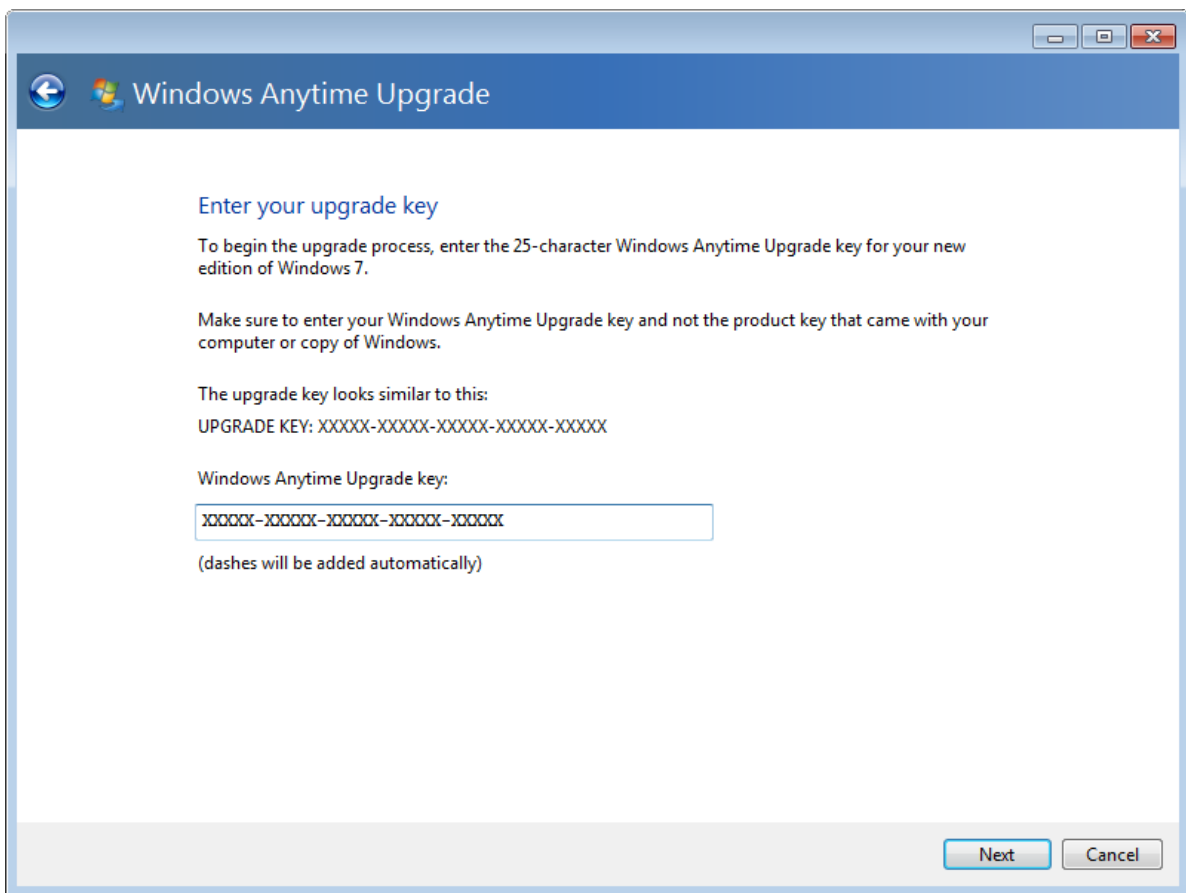 Windows Anytime Upgrade
Enter your upgrade key
To begin the upgrade process, enter the 25-character Windows Anytime Upgrade key for your new
edition of Windows 7.
Make sure to enter your Windows Anytime Upgrade key and not the product key that came with your
computer or copy of Windows.
The upgrade key looks similar to this:
UPGRADE KEY: XXXXX-XXXXX-XXXXX-XXXXX-XXXXX
Windows Anytime Upgrade key:
XXXXX-XXXXX-XXXXX-XXXXX-XXXXX
(dashes will be added automatically)
Next Cancel